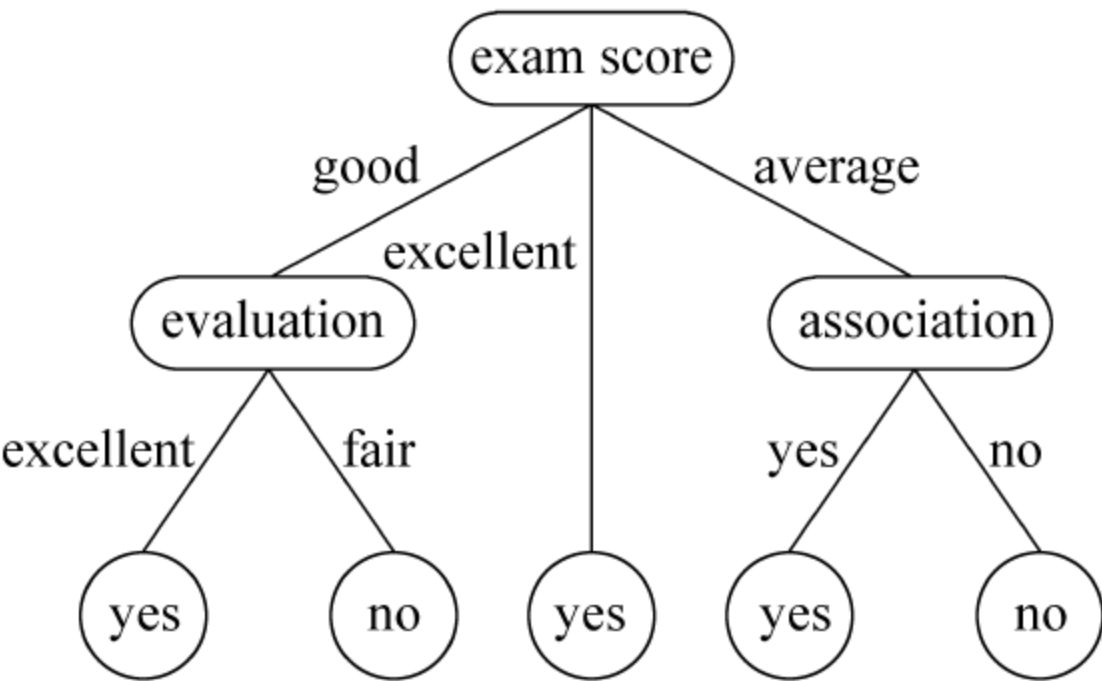 exam score
good
average
excellent
evaluation
association
excellent
fair
yes
no
yes
no
yes
yes
no